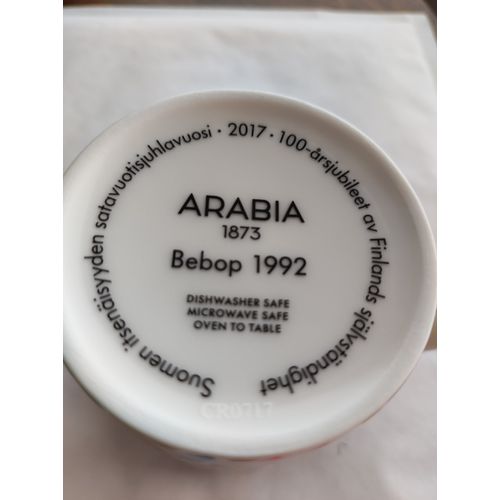 Suomen itsenäisyyden satavuotisjuhlavuosi · 2017 · 100-årsjubileet av Finlands självständighet
ARABIA
1873
Bebop 1992
DISHWASHER SAFE
MICROWAVE SAFE
OVEN TO TABLE
CR0717